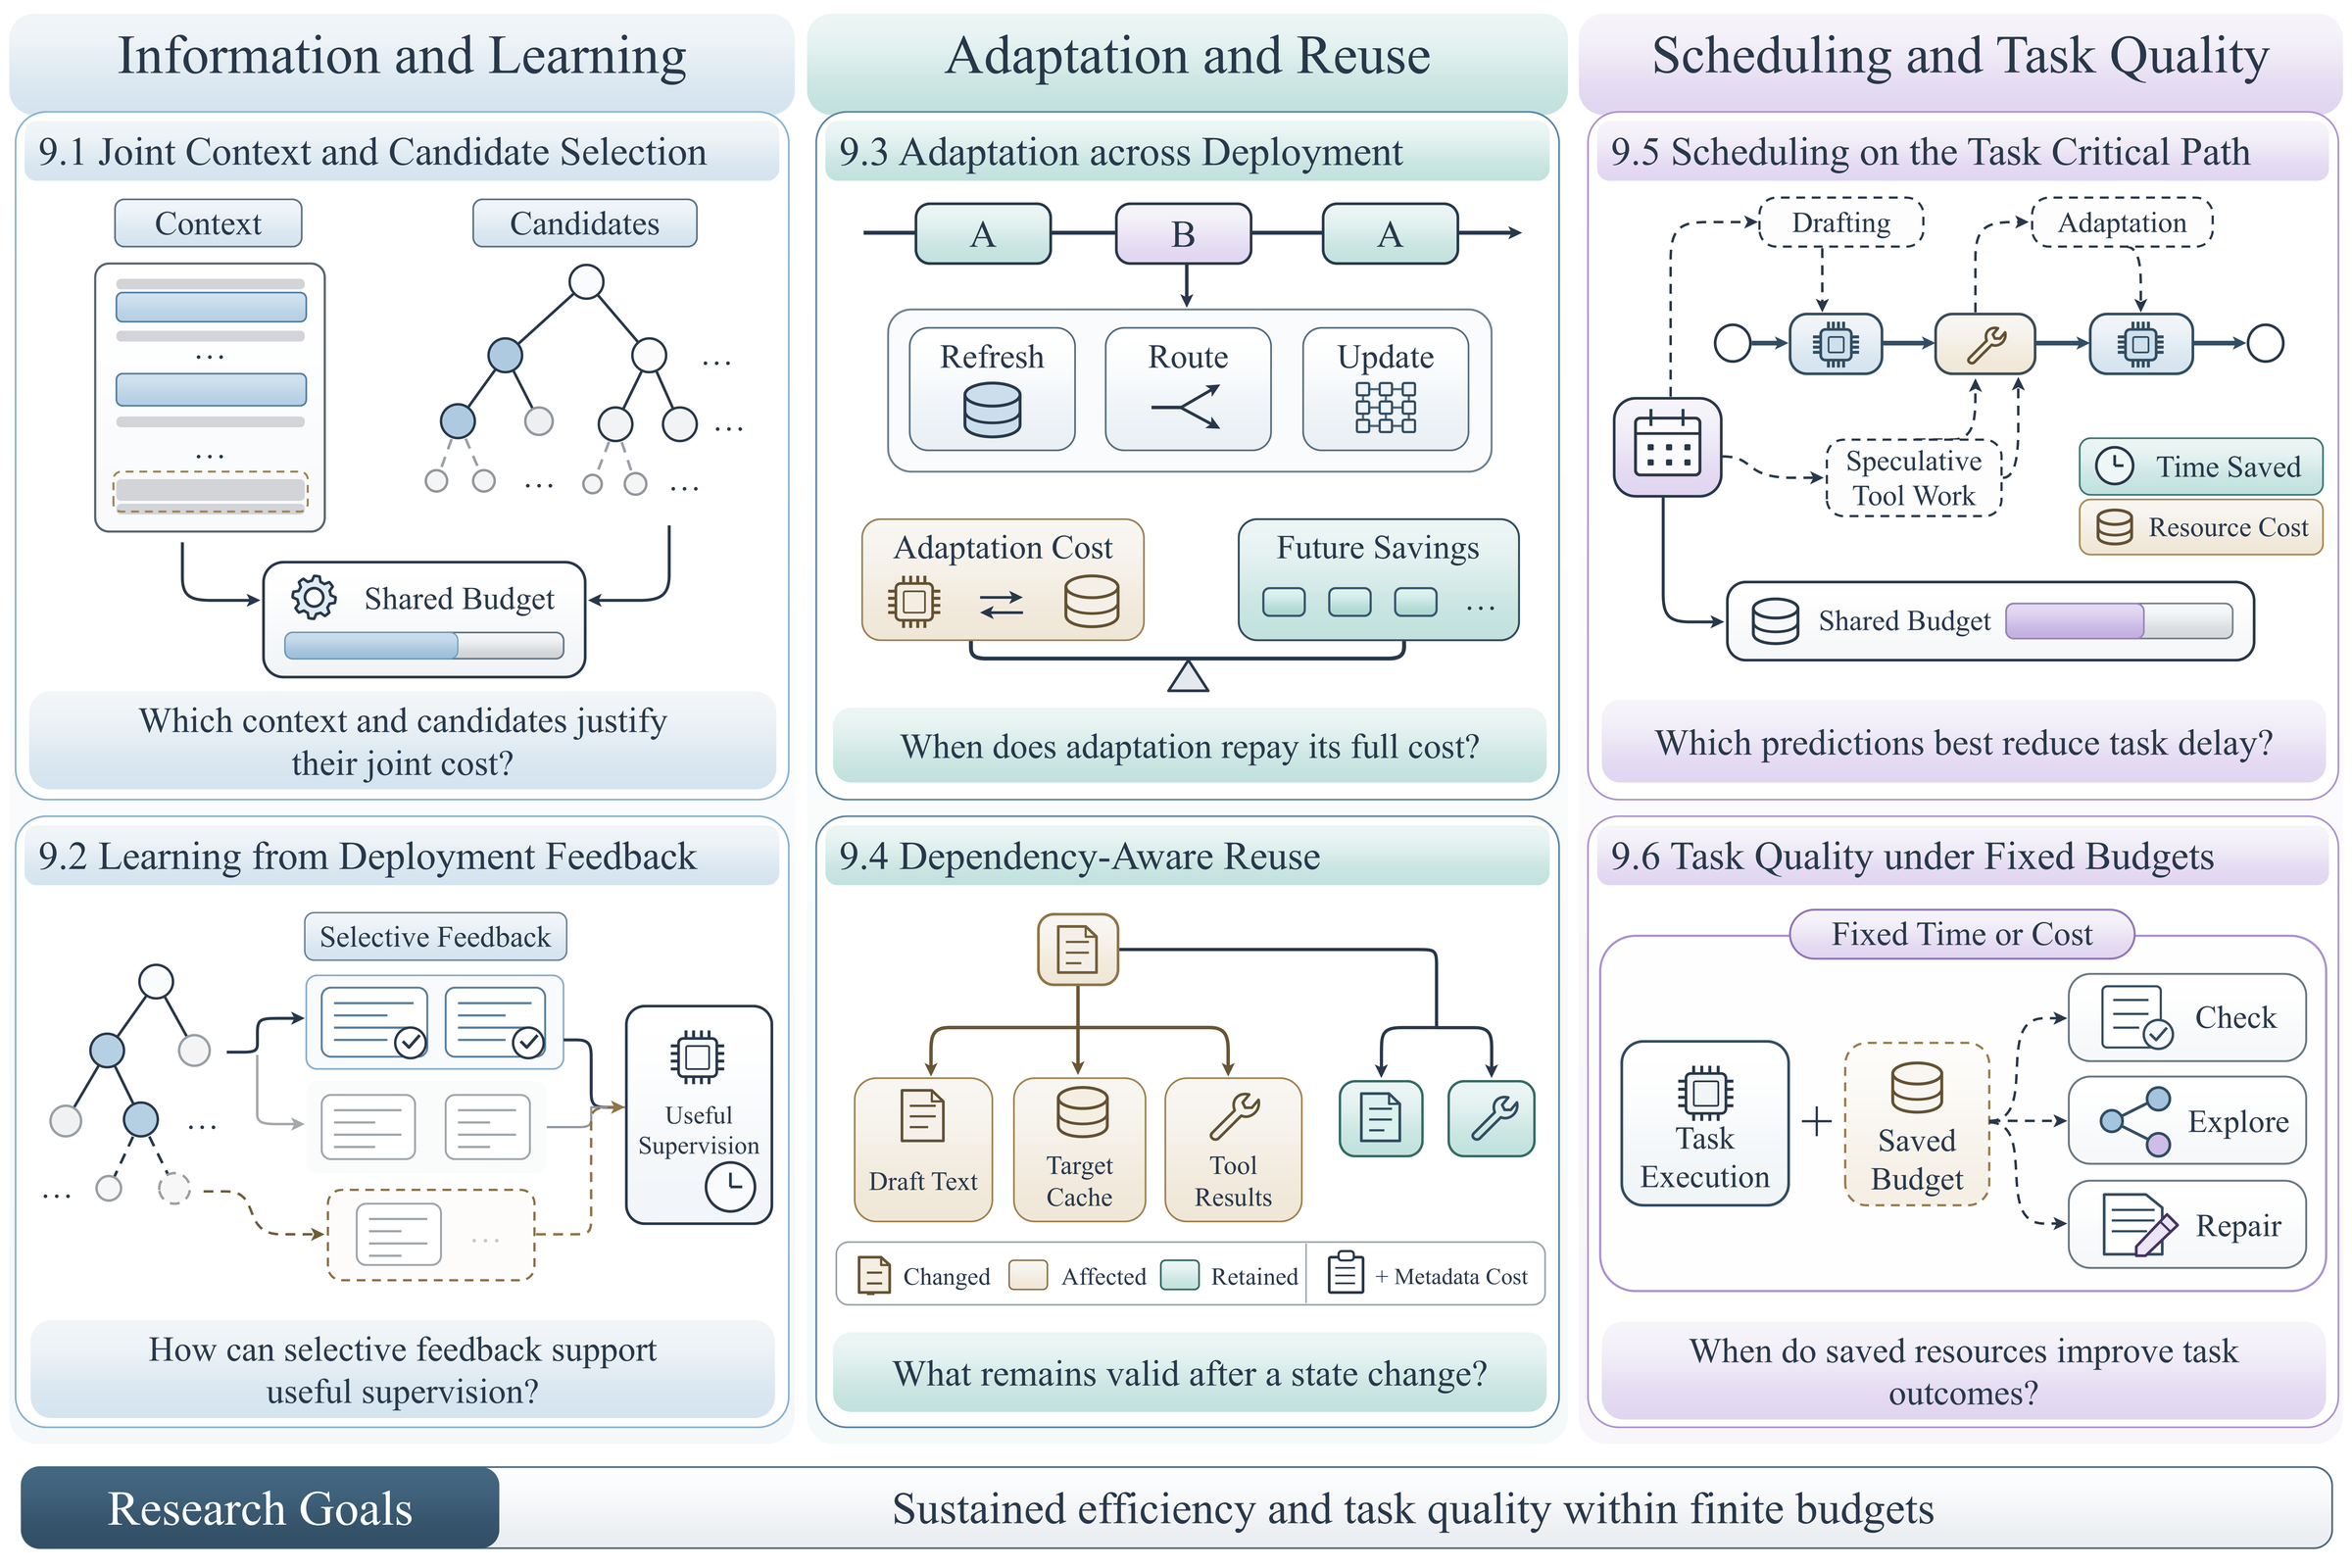 Information and Learning
9.1 Joint Context and Candidate Selection
Context
Candidates
...
...
...
...
...
...
Shared Budget
Which context and candidates justify
their joint cost?
9.2 Learning from Deployment Feedback
Selective Feedback
...
...
...
Useful
Supervision
How can selective feedback support
useful supervision?
Adaptation and Reuse
9.3 Adaptation across Deployment
A
B
A
Refresh
Route
Update
Adaptation Cost
Future Savings
...
When does adaptation repay its full cost?
9.4 Dependency-Aware Reuse
Draft Text
Target
Cache
Tool
Results
Changed
Affected
Retained
+ Metadata Cost
What remains valid after a state change?
Scheduling and Task Quality
9.5 Scheduling on the Task Critical Path
Drafting
Adaptation
Speculative
Tool Work
Time Saved
Resource Cost
Shared Budget
Which predictions best reduce task delay?
9.6 Task Quality under Fixed Budgets
Fixed Time or Cost
Task
Execution
+
Saved
Budget
Check
Explore
Repair
When do saved resources improve task
outcomes?
Research Goals
Sustained efficiency and task quality within finite budgets